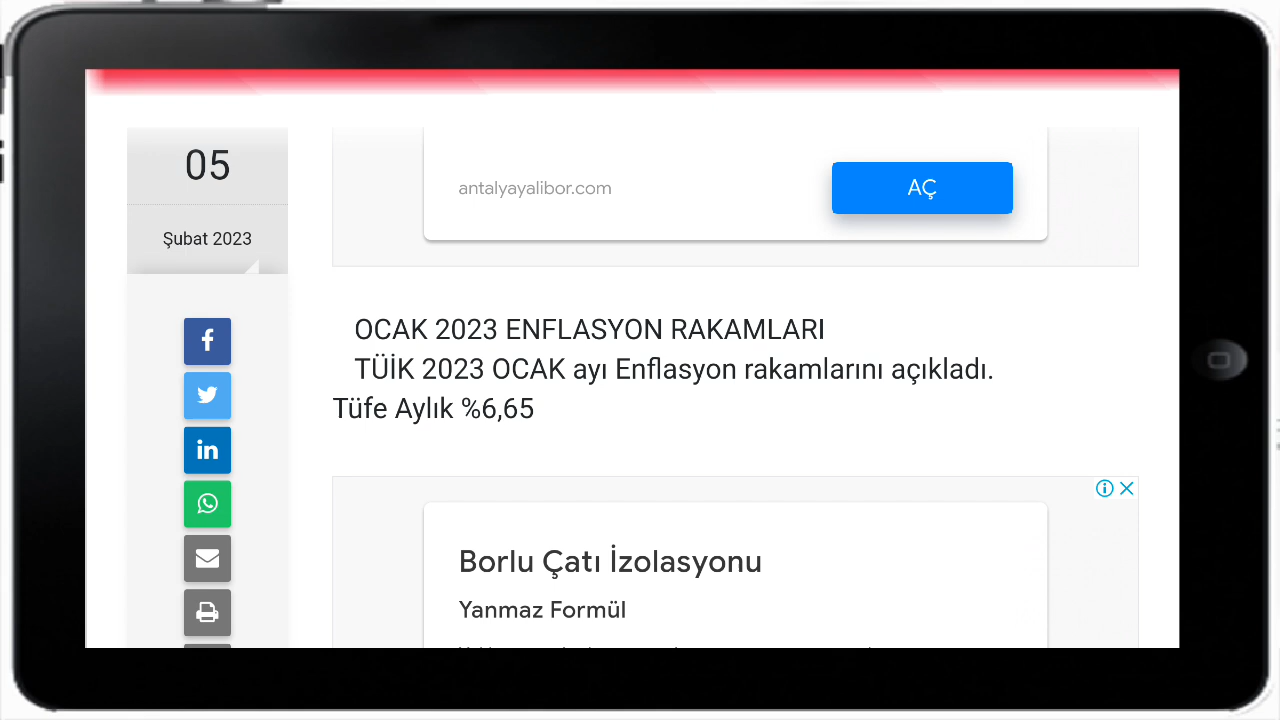 05
Şubat 2023
antalyayalibor.com
AÇ
OCAK 2023 ENFLASYON RAKAMLARI
TÜİK 2023 OCAK ayı Enflasyon rakamlarını açıkladı.
Tüfe Aylık %6,65
Borlu Çatı İzolasyonu
Yanmaz Formül